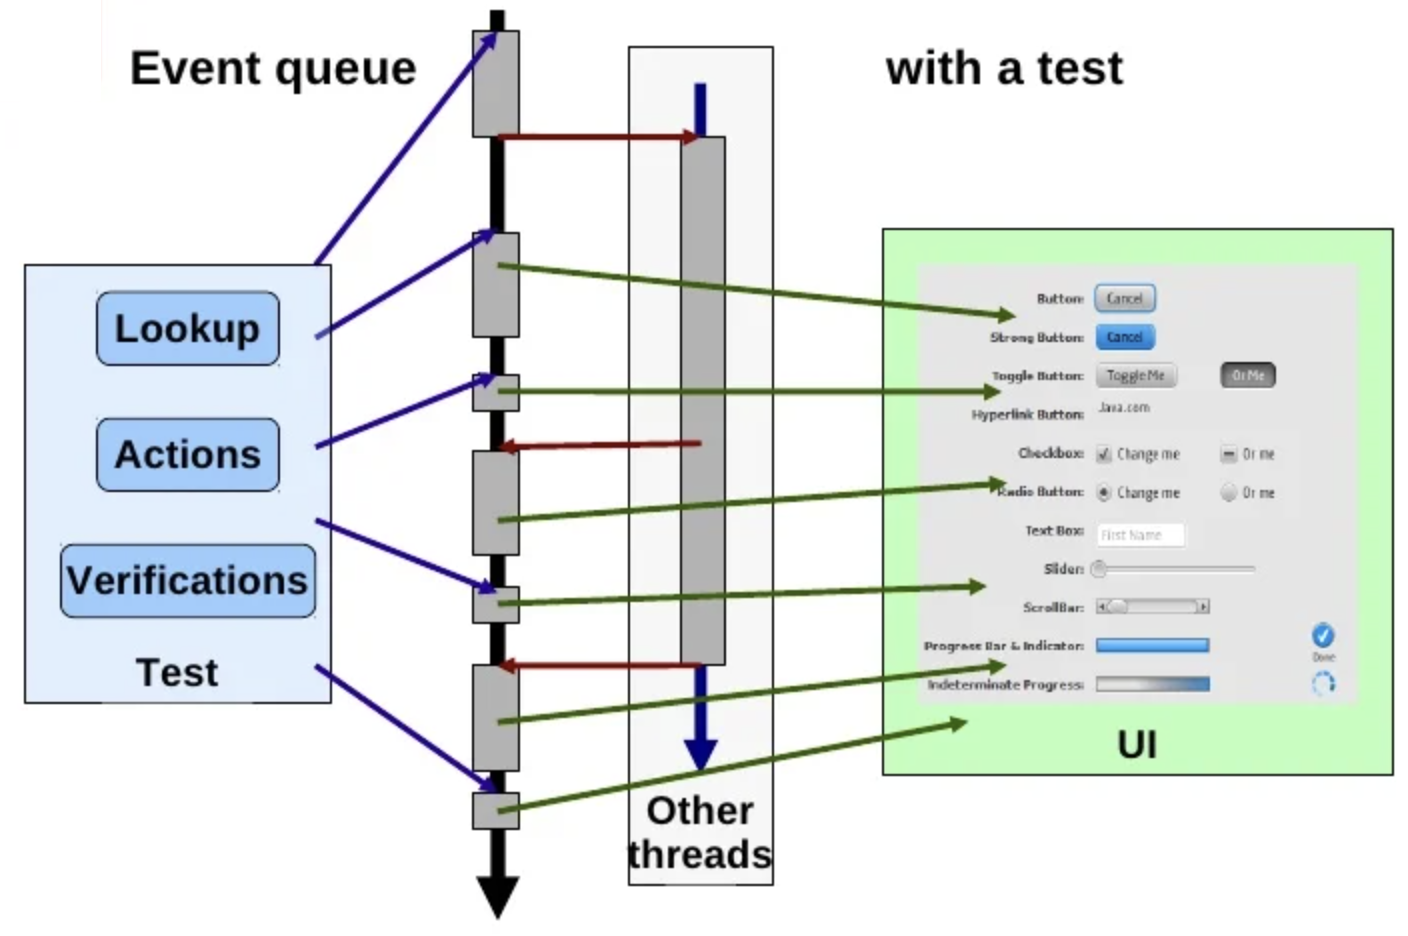 Event queue
with a test
Lookup
Actions
Verifications
Test
Other
threads
Button: Cancel
Strong Button: Cancel
Toggle Button: Toggle Me Or Me
Hyperlink Button: Java.com
Checkbox: Change me Or me
Radio Button: Change me Or me
Text Box: First Name
Slider:
ScrollBar:
Progress Bar & Indicator:
Done
Indeterminate Progress:
UI